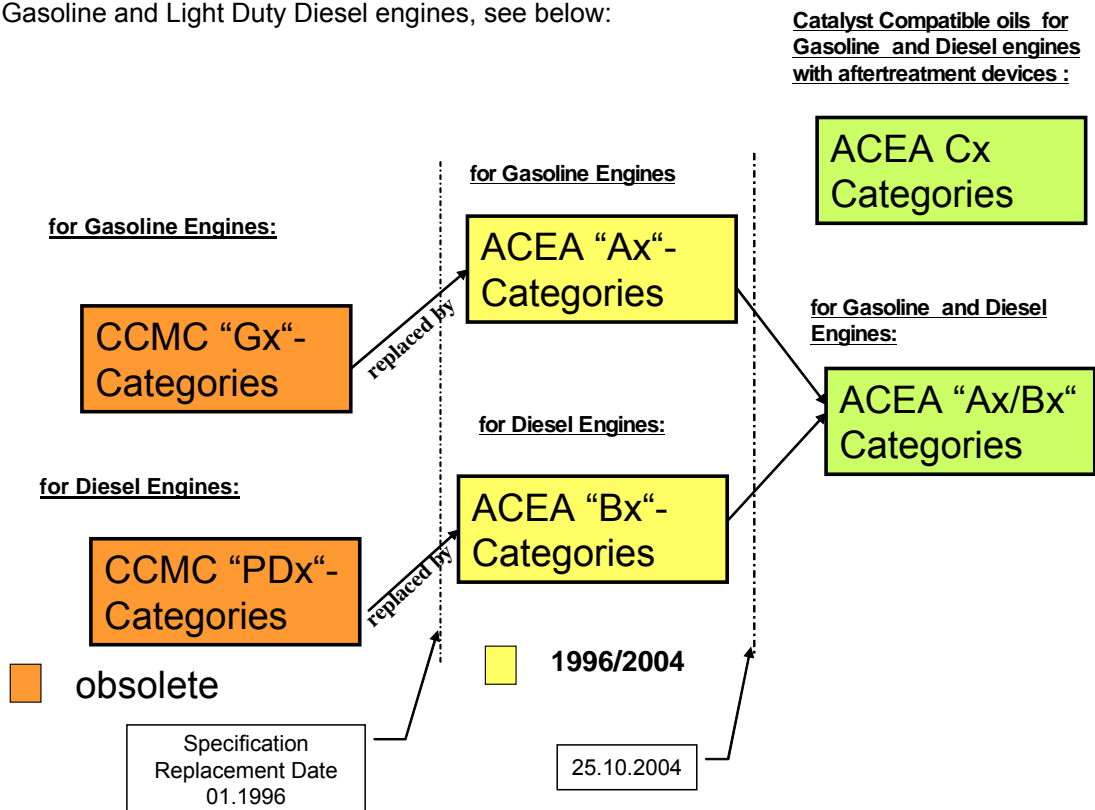 Gasoline and Light Duty Diesel engines, see below:
Catalyst Compatible oils for
Gasoline and Diesel engines
with aftertreatment devices :
ACEA Cx
Categories
for Gasoline Engines
for Gasoline Engines:
ACEA “Ax“-
Categories
for Gasoline and Diesel
Engines:
CCMC “Gx“-
Categories
replaced by
ACEA “Ax/Bx“
Categories
for Diesel Engines:
for Diesel Engines:
ACEA “Bx“-
Categories
CCMC “PDx“-
Categories
replaced by
obsolete
1996/2004
Specification
Replacement Date
01.1996
25.10.2004